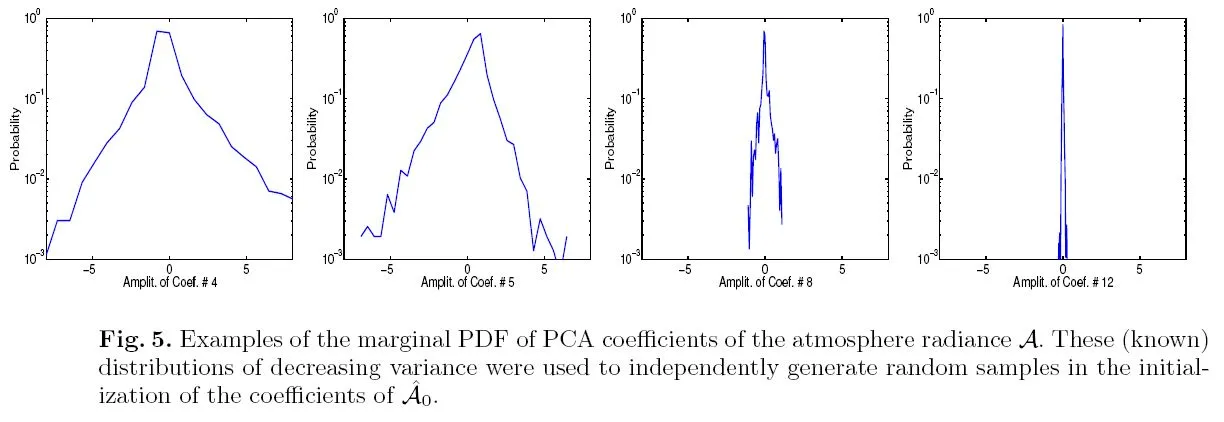 10^0
10^-1
10^-2
10^-3
Probability
-5 0 5
Amplit. of Coef. # 4
10^0
10^-1
10^-2
10^-3
Probability
-5 0 5
Amplit. of Coef. # 5
10^0
10^-1
10^-2
10^-3
Probability
-5 0 5
Amplit. of Coef. # 8
10^0
10^-1
10^-2
10^-3
Probability
-5 0 5
Amplit. of Coef. # 12
Fig. 5. Examples of the marginal PDF of PCA coefficients of the atmosphere radiance 𝒜. These (known)
distributions of decreasing variance were used to independently generate random samples in the initial-
ization of the coefficients of 𝒜̂₀.